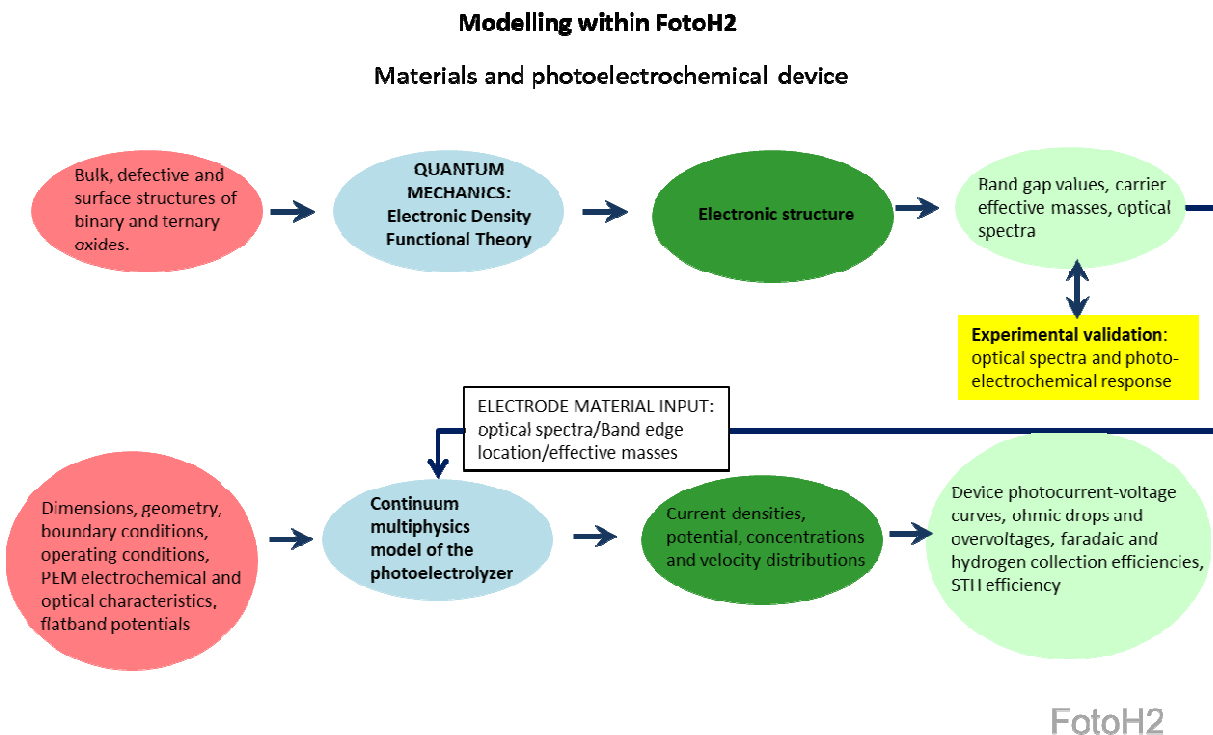 Modelling within FotoH2
Materials and photoelectrochemical device
Bulk, defective and
surface structures of
binary and ternary
oxides.
QUANTUM
MECHANICS:
Electronic Density
Functional Theory
Electronic structure
Band gap values, carrier
effective masses, optical
spectra
Experimental validation:
optical spectra and photo-
electrochemical response
ELECTRODE MATERIAL INPUT:
optical spectra/Band edge
location/effective masses
Dimensions, geometry,
boundary conditions,
operating conditions,
PEM electrochemical and
optical characteristics,
flatband potentials
Continuum
multiphysics
model of the
photoelectrolyzer
Current densities,
potential, concentrations
and velocity distributions
Device photocurrent-voltage
curves, ohmic drops and
overvoltages, faradaic and
hydrogen collection efficiencies,
STH efficiency
FotoH2